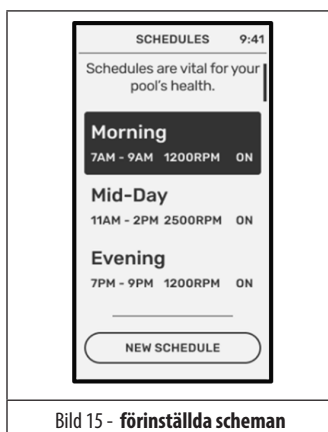 SCHEDULES 9:41
Schedules are vital for your
pool's health.
Morning
7AM - 9AM 1200RPM ON
Mid-Day
11AM - 2PM 2500RPM ON
Evening
7PM - 9PM 1200RPM ON
NEW SCHEDULE
Bild 15 - förinställda scheman